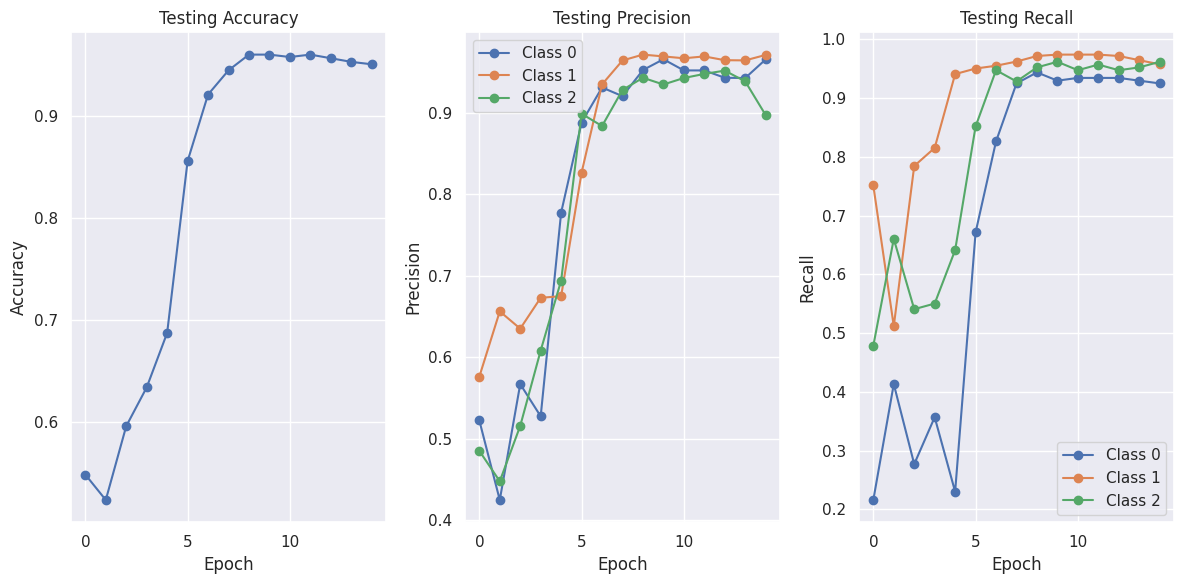 Testing Accuracy
Accuracy
0.9
0.8
0.7
0.6
0
5
10
Epoch
Testing Precision
Class 0
Class 1
Class 2
Precision
0.9
0.8
0.7
0.6
0.5
0.4
0
5
10
Epoch
Testing Recall
Recall
1.0
0.9
0.8
0.7
0.6
0.5
0.4
0.3
0.2
Class 0
Class 1
Class 2
0
5
10
Epoch